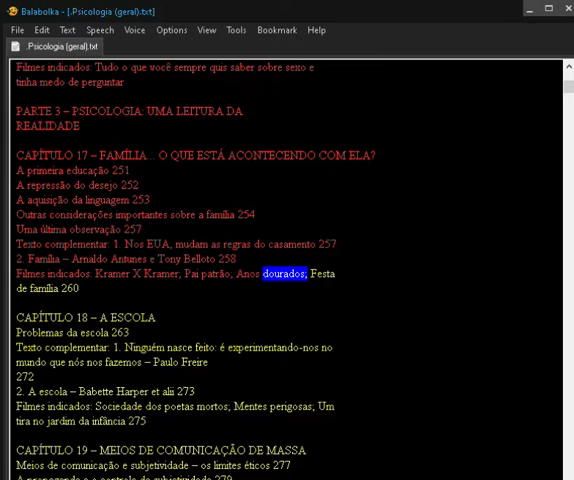 Balabolka - [.Psicologia (geral).txt]
File Edit Text Speech Voice Options View Tools Bookmark Help
.Psicologia (geral).txt
Filmes indicados: Tudo o que você sempre quis saber sobre sexo e
tinha medo de perguntar
PARTE 3 – PSICOLOGIA: UMA LEITURA DA
REALIDADE
CAPÍTULO 17 – FAMÍLIA... O QUE ESTÁ ACONTECENDO COM ELA?
A primeira educação 251
A repressão do desejo 252
A aquisição da linguagem 253
Outras considerações importantes sobre a família 254
Uma última observação 257
Texto complementar: 1. Nos EUA, mudam as regras do casamento 257
2. Família – Arnaldo Antunes e Tony Belloto 258
Filmes indicados: Kramer X Kramer; Pai patrão; Anos dourados; Festa
de família 260
CAPÍTULO 18 – A ESCOLA
Problemas da escola 263
Texto complementar: 1. Ninguém nasce feito: é experimentando-nos no
mundo que nós nos fazemos – Paulo Freire
272
2. A escola – Babette Harper et alii 273
Filmes indicados: Sociedade dos poetas mortos; Mentes perigosas; Um
tira no jardim da infância 275
CAPÍTULO 19 – MEIOS DE COMUNICAÇÃO DE MASSA
Meios de comunicação e subjetividade – os limites éticos 277
A propaganda e o controle da subjetividade 279